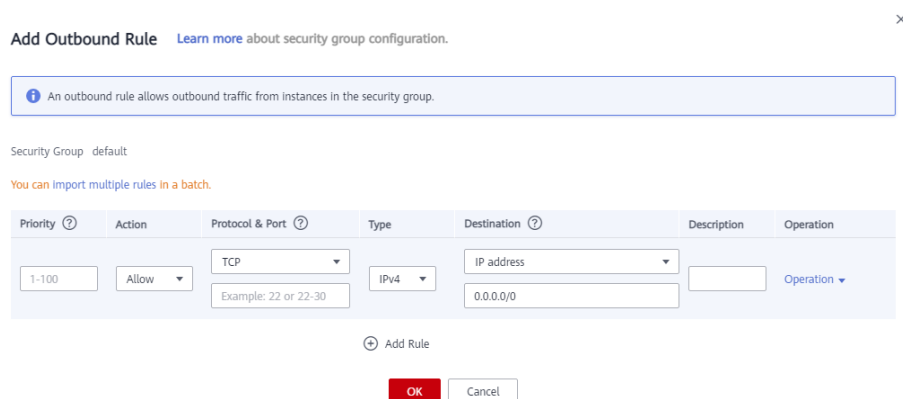 Add Outbound Rule Learn more about security group configuration.
An outbound rule allows outbound traffic from instances in the security group.
Security Group default
You can import multiple rules in a batch.
Priority Action Protocol & Port Type Destination Description Operation
TCP IP address
1-100 Allow IPv4 Operation
Example: 22 or 22-30 0.0.0.0/0
Add Rule
OK Cancel